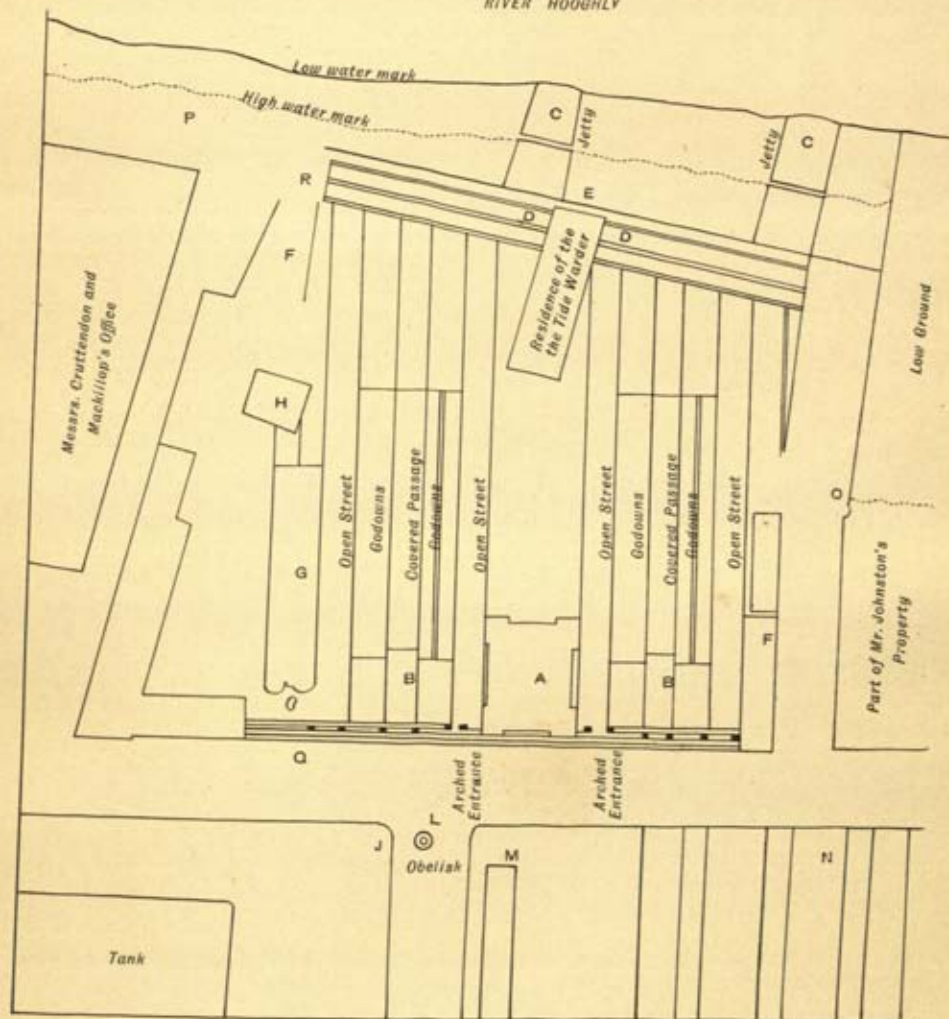 RIVER HOOGHLY
Low water mark
High water mark
P
C
Jetty
C
Jetty
R
E
D
D
F
Residence of the
the Tide Warder
Messrs. Cruttendon and
Mackillop's Office
Low Ground
H
Open Street
Godowns
Covered Passage
Godowns
Open Street
Open Street
Godowns
Covered Passage
Godowns
Open Street
O
G
F
Part of Mr. Johnston's
Property
B
A
B
Q
Arched
Entrance
Arched
Entrance
L
J
Obelisk
M
N
Tank